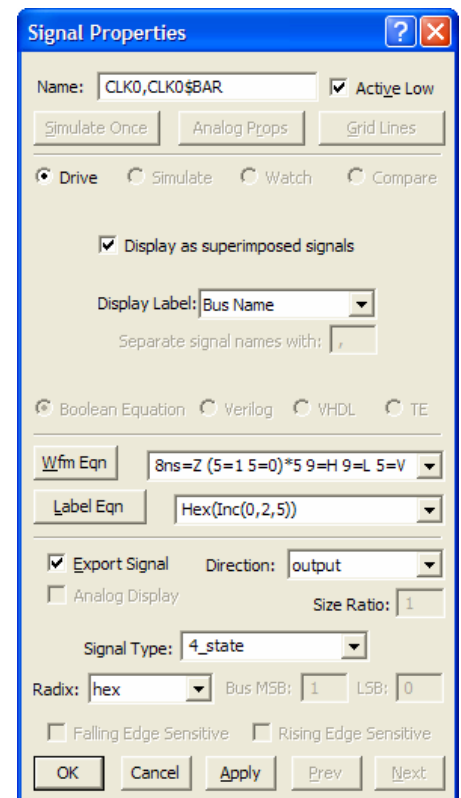 Signal Properties ?
Name: CLK0,CLK0$BAR Active Low
Simulate Once Analog Props Grid Lines
Drive Simulate Watch Compare
Display as superimposed signals
Display Label: Bus Name
Separate signal names with: ,
Boolean Equation Verilog VHDL TE
Wfm Eqn 8ns=Z (5=1 5=0)*5 9=H 9=L 5=V
Label Eqn Hex(Inc(0,2,5))
Export Signal Direction: output
Analog Display Size Ratio: 1
Signal Type: 4_state
Radix: hex Bus MSB: 1 LSB: 0
Falling Edge Sensitive Rising Edge Sensitive
OK Cancel Apply Prev Next